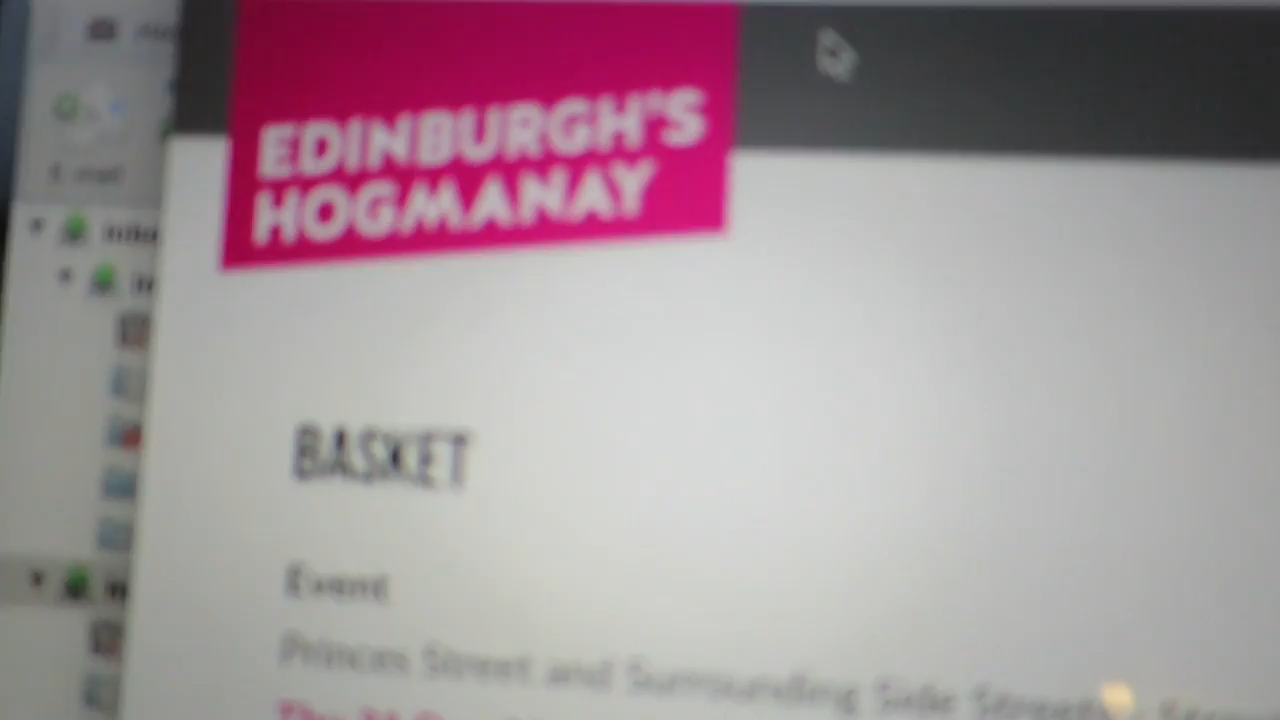 EDINBURGH'S
HOGMANAY
BASKET
Event
Princes Street and Surrounding Side Streets